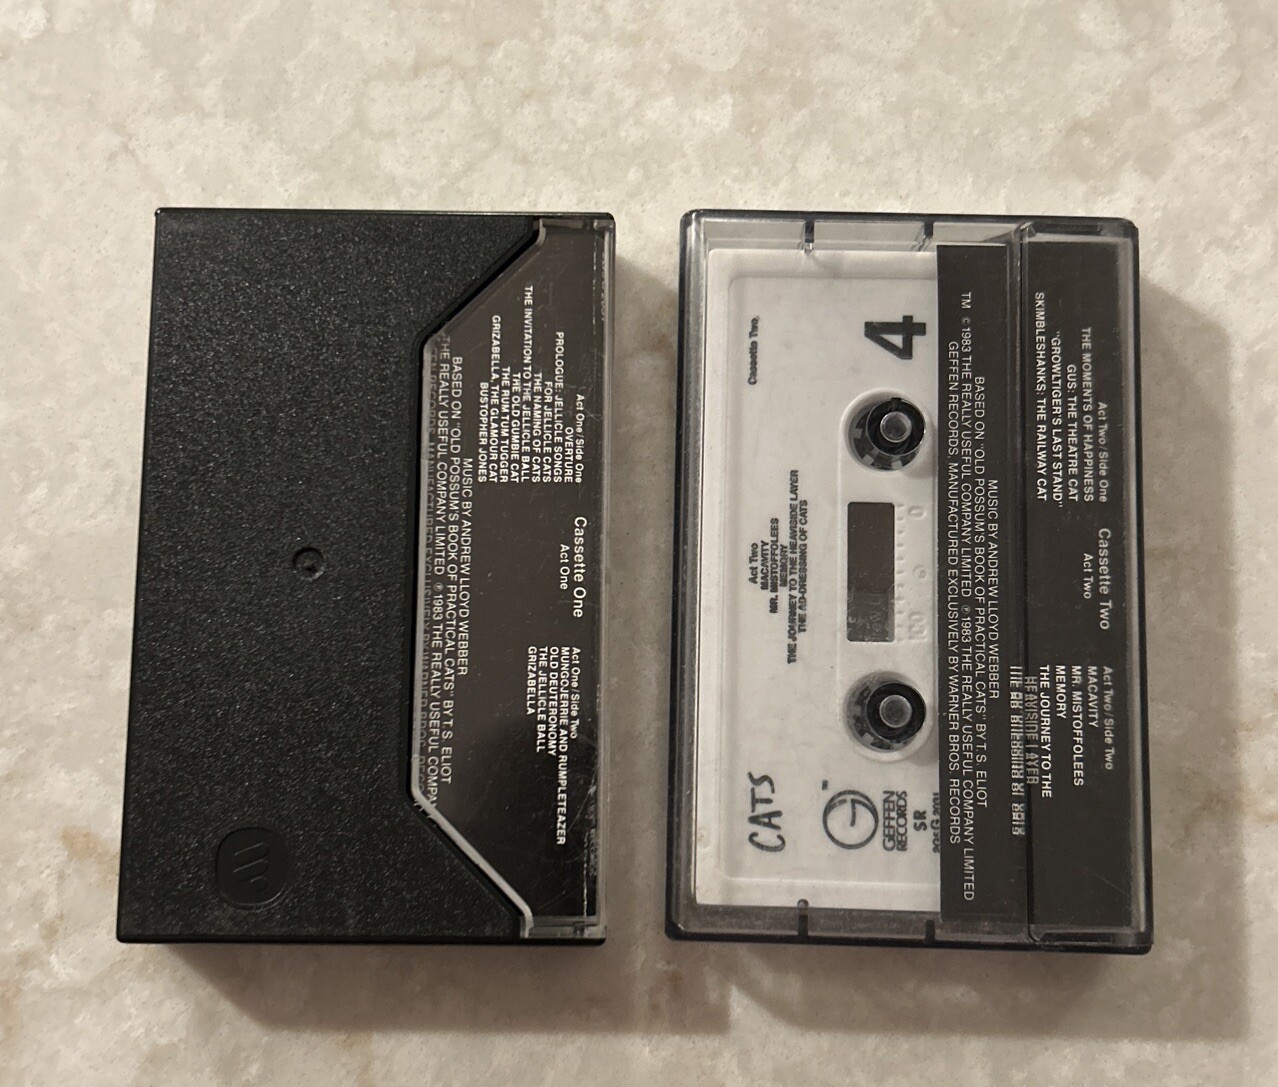 Act One/Side One
OVERTURE
PROLOGUE: JELLICLE SONGS
FOR JELLICLE CATS
THE NAMING OF CATS
THE INVITATION TO THE JELLICLE BALL
THE OLD GUMBIE CAT
THE RUM TUM TUGGER
GRIZABELLA, THE GLAMOUR CAT
BUSTOPHER JONES
Cassette One
Act One
Act One/Side Two
MUNGOJERRIE AND RUMPLETEAZER
OLD DEUTERONOMY
THE JELLICLE BALL
GRIZABELLA
MUSIC BY ANDREW LLOYD WEBBER
BASED ON "OLD POSSUM'S BOOK OF PRACTICAL CATS" BY T.S. ELIOT
THE REALLY USEFUL COMPANY LIMITED ℗1983 THE REALLY USEFUL
Act Two/Side One
THE MOMENTS OF HAPPINESS
GUS: THE THEATRE CAT
"GROWLTIGER'S LAST STAND"
SKIMBLESHANKS: THE RAILWAY CAT
Cassette Two
Act Two
Act Two/Side Two
MACAVITY
MR. MISTOFFOLEES
MEMORY
THE JOURNEY TO THE
HEAVISIDE LAYER
MUSIC BY ANDREW LLOYD WEBBER
BASED ON "OLD POSSUM'S BOOK OF PRACTICAL CATS" BY T. S. ELIOT
TM ©1983 THE REALLY USEFUL COMPANY LIMITED ℗1983 THE REALLY USEFUL COMPANY LIMITED
GEFFEN RECORDS, MANUFACTURED EXCLUSIVELY BY WARNER BROS. RECORDS
4
Cassette Two
Act Two
MACAVITY
MR. MISTOFFOLEES
MEMORY
THE JOURNEY TO THE HEAVISIDE LAYER
THE AD-DRESSING OF CATS
CATS
GEFFEN
RECORDS
SR